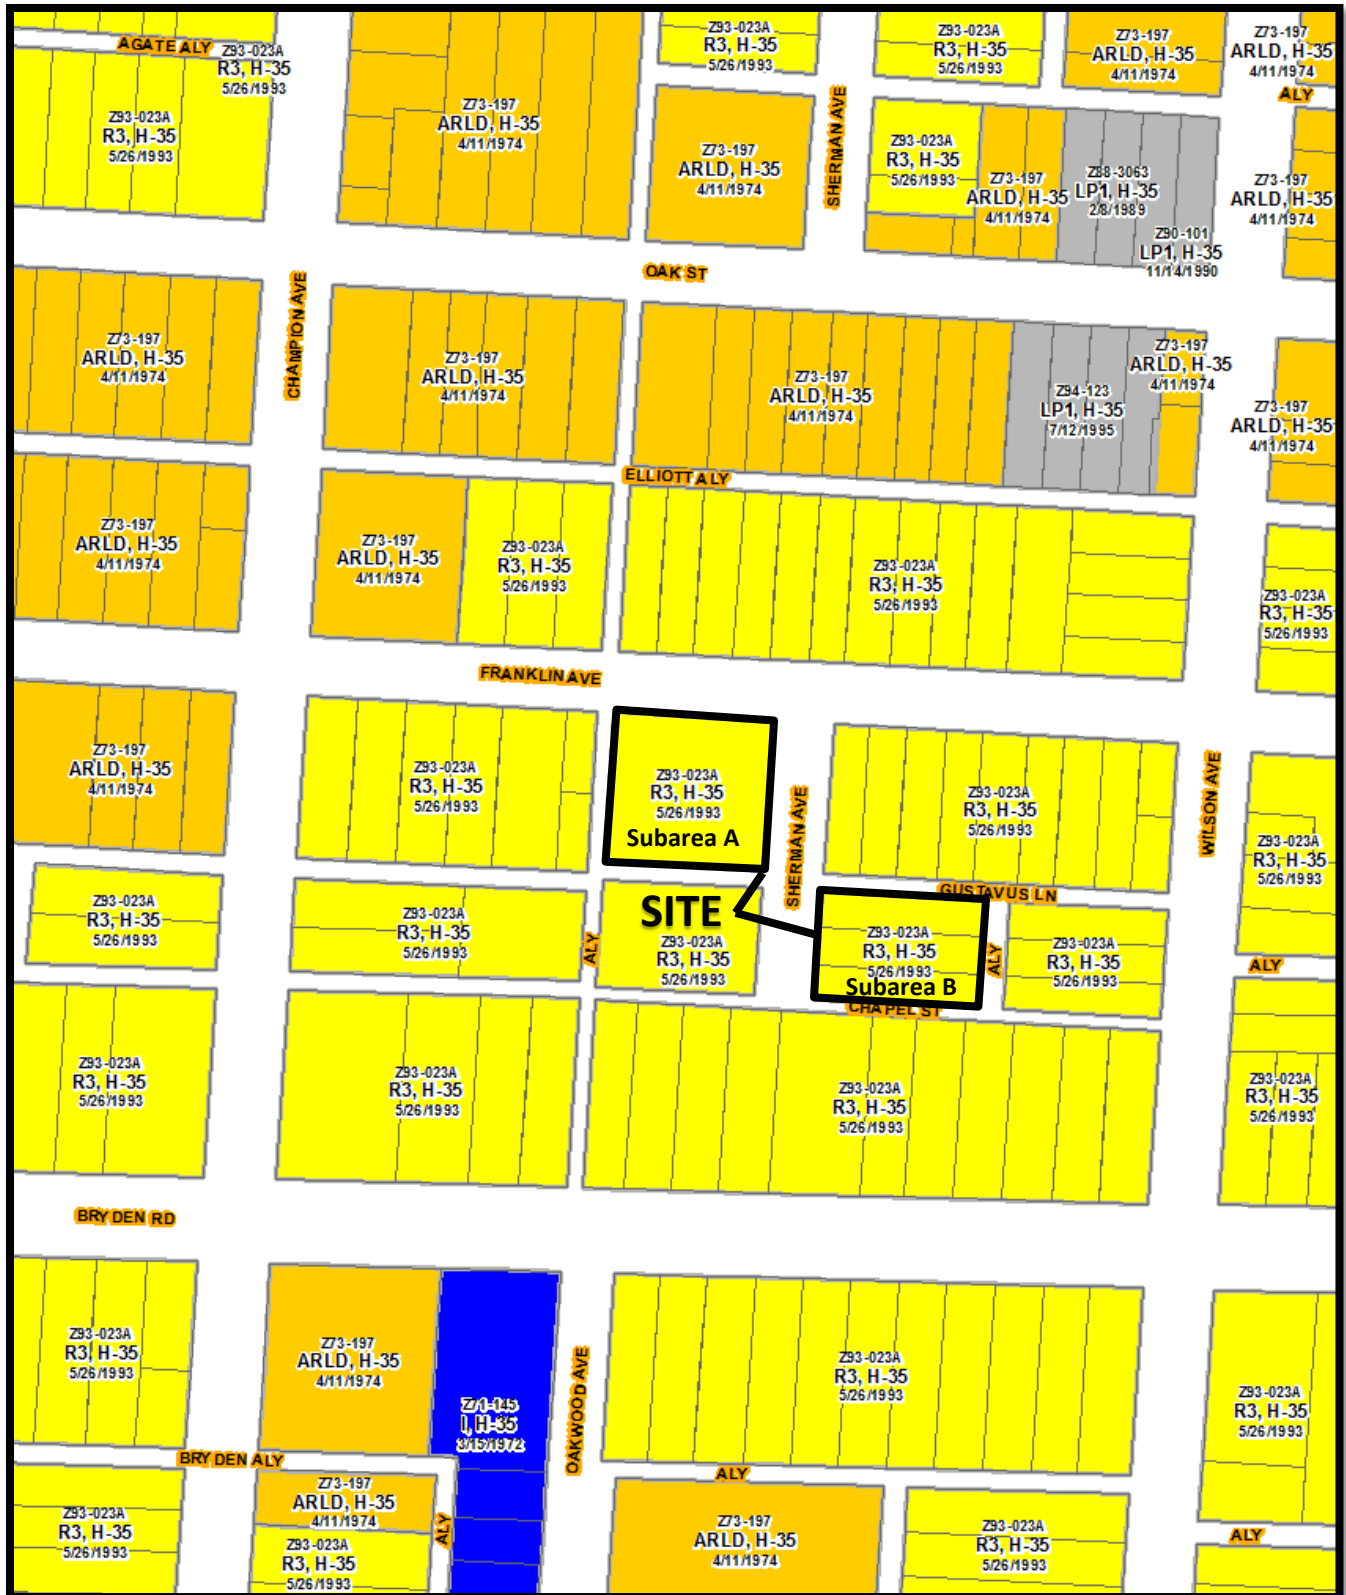 AGATE ALY
Z93-023A
R3, H-35
5/26/1993
Z93-023A
R3, H-35
5/26/1993
Z73-197
ARLD, H-35
4/11/1974
Z93-023A
R3, H-35
5/26/1993
Z93-023A
R3, H-35
5/26/1993
Z73-197
ARLD, H-35
4/11/1974
Z73-197
ARLD, H-35
4/11/1974
ALY
Z73-197
ARLD, H-35
4/11/1974
SHERMAN AVE
Z93-023A
R3, H-35
5/26/1993
Z73-197
ARLD, H-35
4/11/1974
Z88-3063
LP1, H-35
2/8/1989
Z90-101
LP1, H-35
11/14/1990
Z73-197
ARLD, H-35
4/11/1974
OAK ST
CHAMPION AVE
Z73-197
ARLD, H-35
4/11/1974
Z73-197
ARLD, H-35
4/11/1974
Z73-197
ARLD, H-35
4/11/1974
Z94-123
LP1, H-35
7/12/1995
Z73-197
ARLD, H-35
4/11/1974
Z73-197
ARLD, H-35
4/11/1974
ELLIOTT ALY
Z73-197
ARLD, H-35
4/11/1974
Z73-197
ARLD, H-35
4/11/1974
Z93-023A
R3, H-35
5/26/1993
Z93-023A
R3, H-35
5/26/1993
Z93-023A
R3, H-35
5/26/1993
FRANKLIN AVE
Z73-197
ARLD, H-35
4/11/1974
Z93-023A
R3, H-35
5/26/1993
Z93-023A
R3, H-35
5/26/1993
Subarea A
SHERMAN AVE
Z93-023A
R3, H-35
5/26/1993
WILSON AVE
Z93-023A
R3, H-35
5/26/1993
GUSTAVUS LN
Z93-023A
R3, H-35
5/26/1993
Z93-023A
R3, H-35
5/26/1993
ALY
SITE
Z93-023A
R3, H-35
5/26/1993
Z93-023A
R3, H-35
5/26/1993
Subarea B
ALY
Z93-023A
R3, H-35
5/26/1993
ALY
CHAPEL ST
Z93-023A
R3, H-35
5/26/1993
Z93-023A
R3, H-35
5/26/1993
Z93-023A
R3, H-35
5/26/1993
Z93-023A
R3, H-35
5/26/1993
BRYDEN RD
Z93-023A
R3, H-35
5/26/1993
Z73-197
ARLD, H-35
4/11/1974
Z71-145
I, H-35
3/15/1972
OAKWOOD AVE
Z93-023A
R3, H-35
5/26/1993
Z93-023A
R3, H-35
5/26/1993
BRYDEN ALY
ALY
Z93-023A
R3, H-35
5/26/1993
Z73-197
ARLD, H-35
4/11/1974
Z93-023A
R3, H-35
5/26/1993
ALY
Z73-197
ARLD, H-35
4/11/1974
Z93-023A
R3, H-35
5/26/1993
ALY